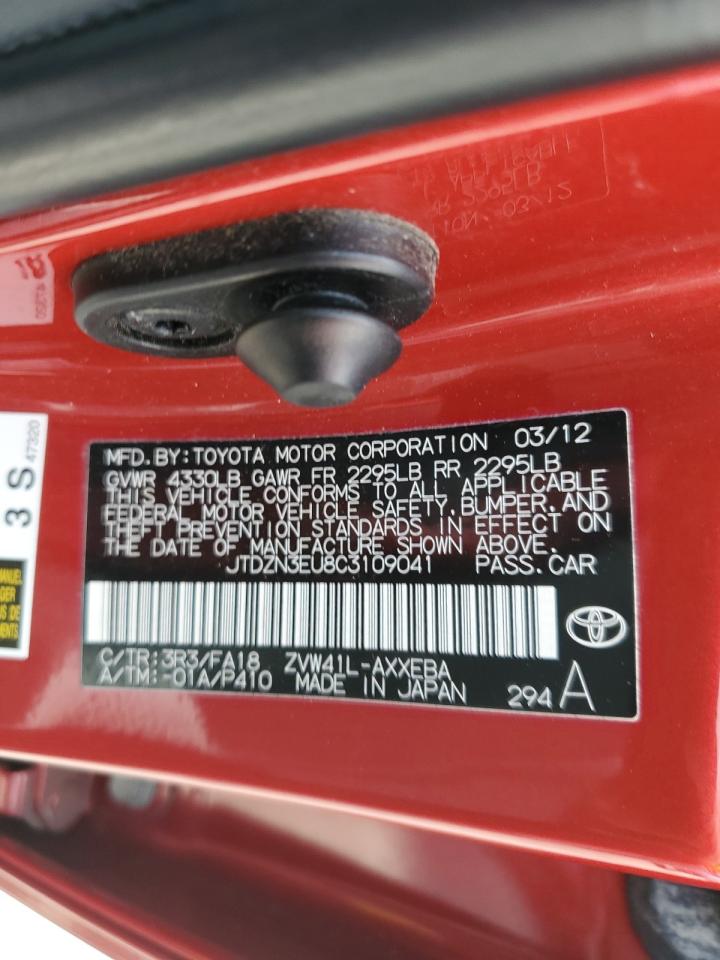 MFD.BY:TOYOTA MOTOR CORPORATION 03/12
GVWR 4330LB GAWR FR 2295LB RR 2295LB
THIS VEHICLE CONFORMS TO ALL APPLICABLE
FEDERAL MOTOR VEHICLE SAFETY,BUMPER,AND
THEFT PREVENTION STANDARDS IN EFFECT ON
THE DATE OF MANUFACTURE SHOWN ABOVE.
JTDZN3EU8C3109041 PASS.CAR
C/TR:3R3/FA18 ZVW41L-AXXEBA
A/TM:-01A/P410 MADE IN JAPAN 294 A
3 S
47320